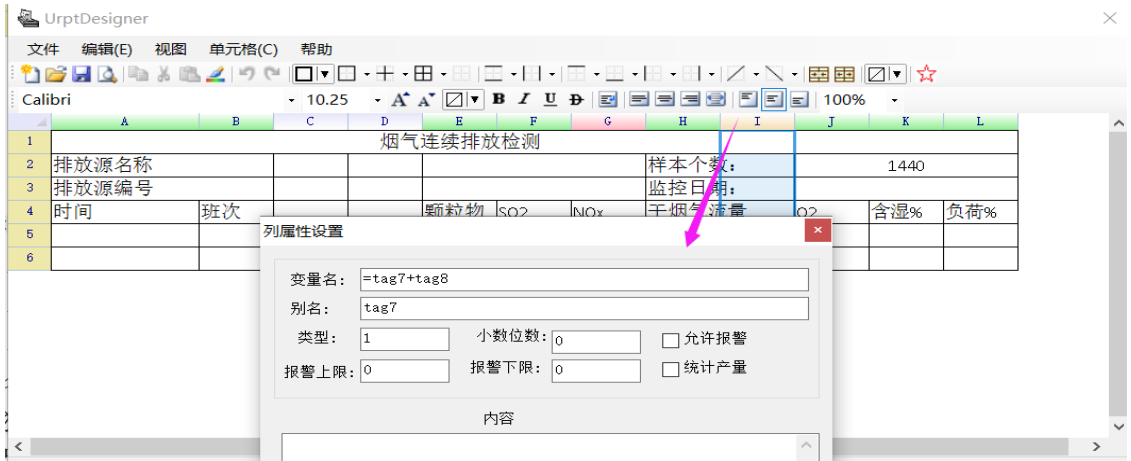 UrptDesigner
文件 编辑(E) 视图 单元格(C) 帮助
Calibri 10.25 A A B I U D 100%
A B C D E F G H I J K L
1 烟气连续排放检测
2 排放源名称 样本个数: 1440
3 排放源编号 监控日期:
4 时间 班次 颗粒物 SO2 NOx 干烟气流量 O2 含湿% 负荷%
5
6
列属性设置
变量名: =tag7+tag8
别名: tag7
类型: 1 小数位数: 0 允许报警
报警上限: 0 报警下限: 0 统计产量
内容